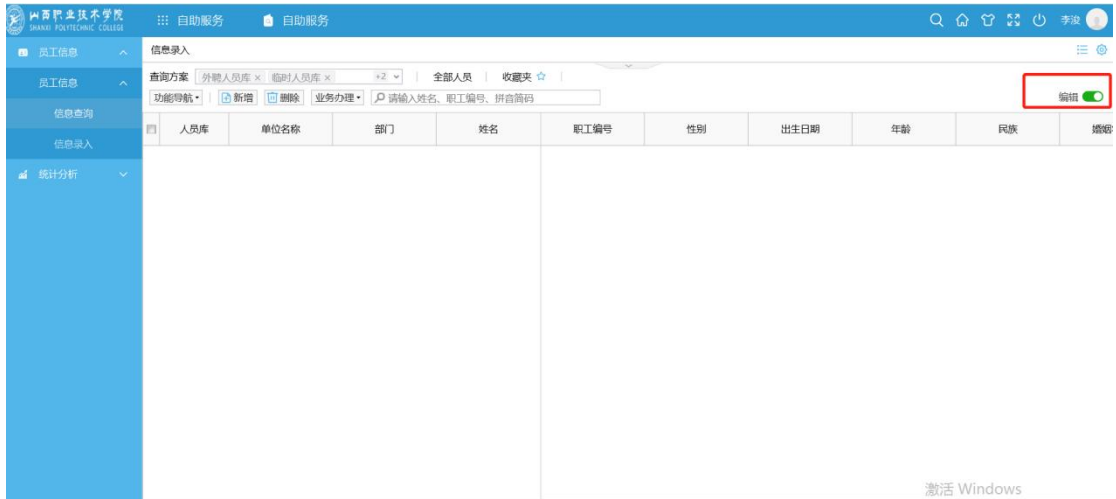 山西职业技术学院
SHANXI POLYTECHNIC COLLEGE
自助服务
自助服务
李浚
员工信息
员工信息
信息查询
信息录入
统计分析
信息录入
查询方案 外聘人员库 × 临时人员库 × +2 全部人员 收藏夹
功能导航 新增 删除 业务办理 请输入姓名、职工编号、拼音简码
编辑
人员库 单位名称 部门 姓名 职工编号 性别 出生日期 年龄 民族 婚姻
激活 Windows